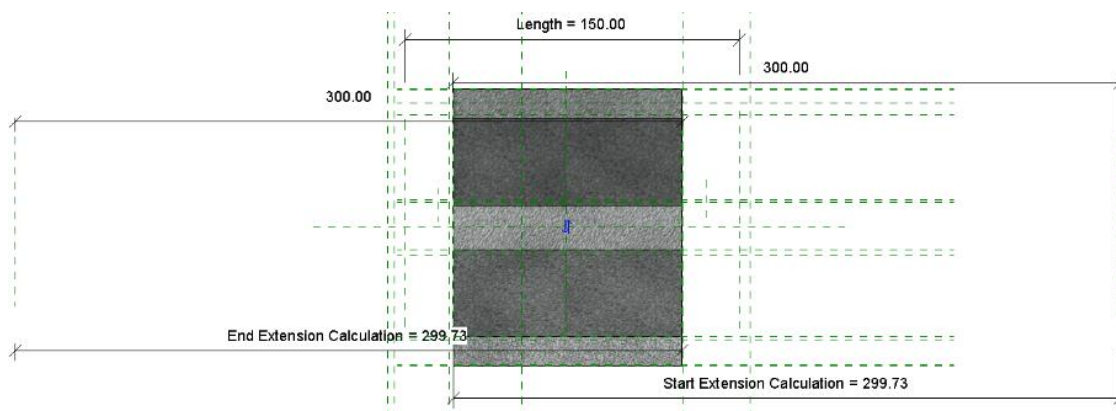 Length = 150.00
300.00
300.00
End Extension Calculation = 299.73
Start Extension Calculation = 299.73